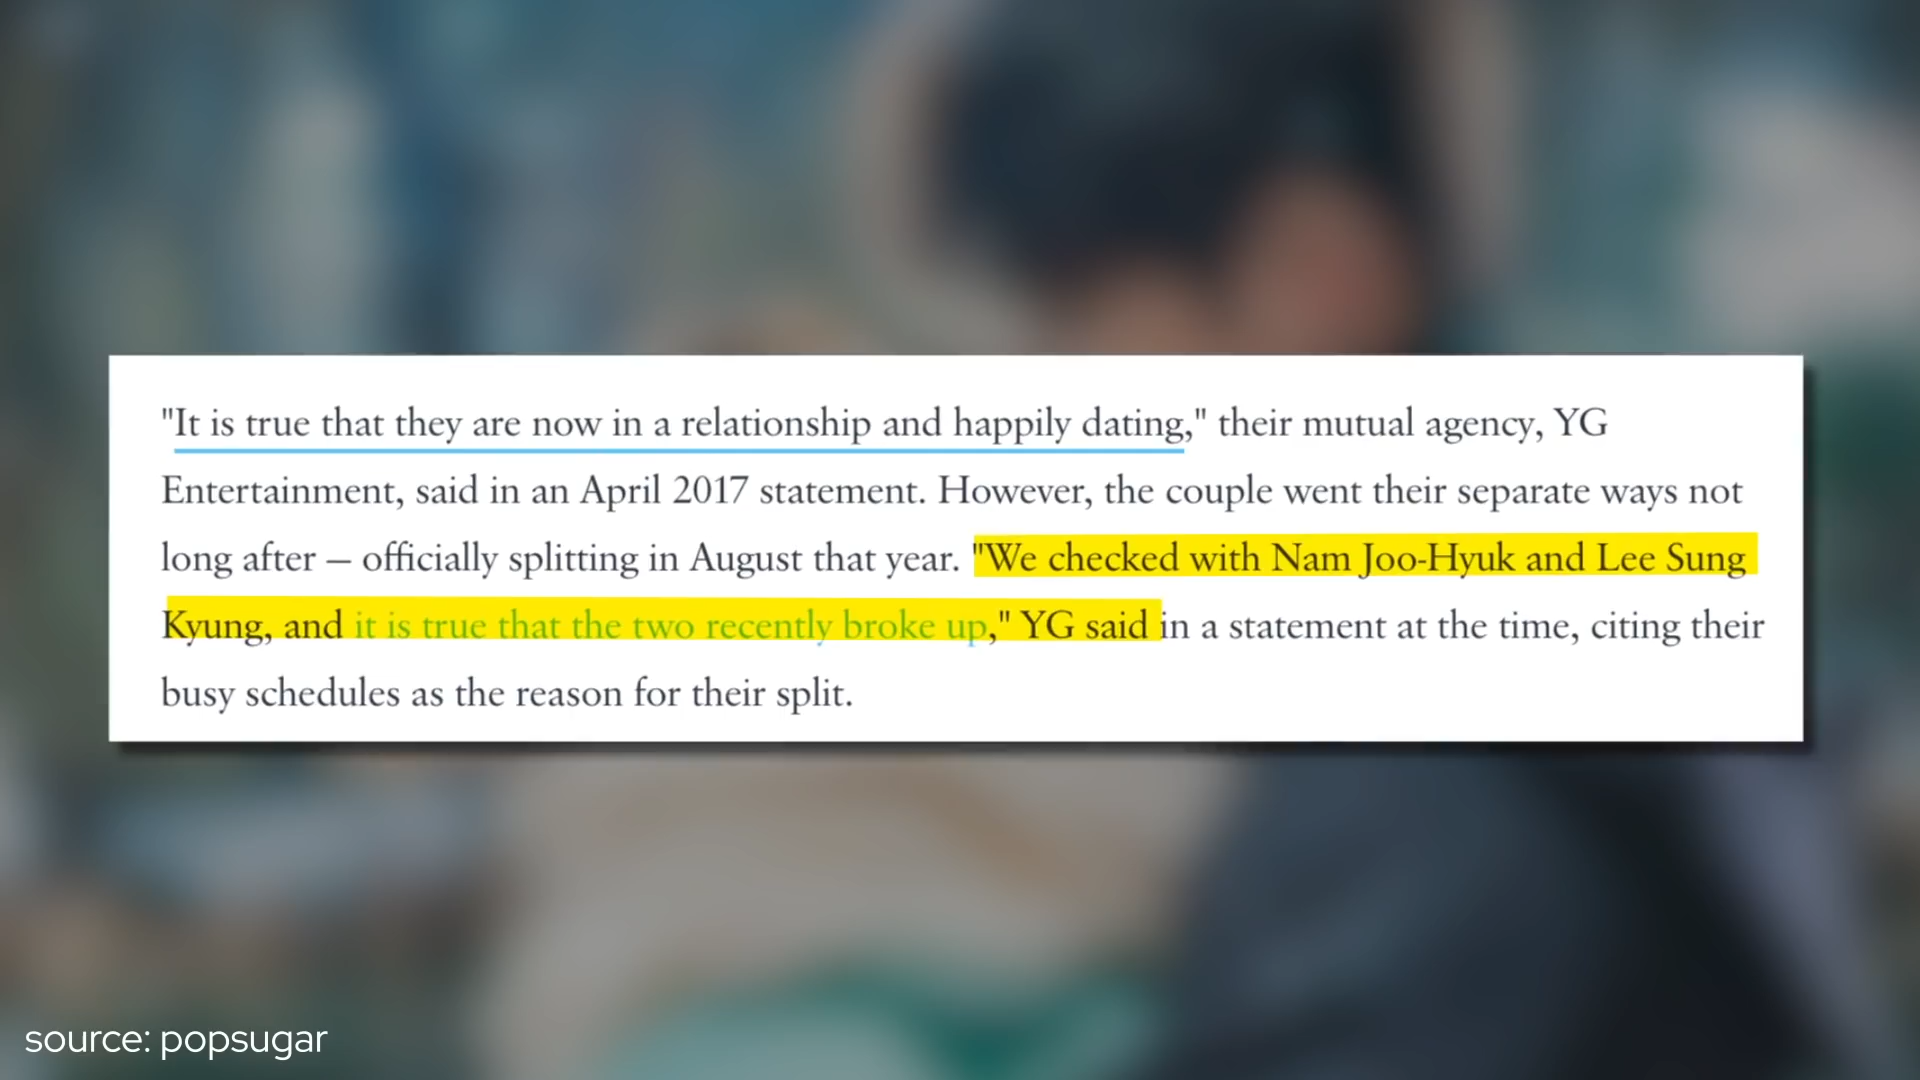 "It is true that they are now in a relationship and happily dating," their mutual agency, YG
Entertainment, said in an April 2017 statement. However, the couple went their separate ways not
long after — officially splitting in August that year. "We checked with Nam Joo-Hyuk and Lee Sung
Kyung, and it is true that the two recently broke up," YG said in a statement at the time, citing their
busy schedules as the reason for their split.
source: popsugar